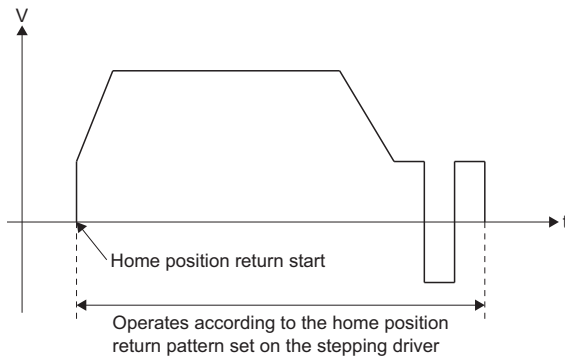 V
t
Home position return start
Operates according to the home position
return pattern set on the stepping driver